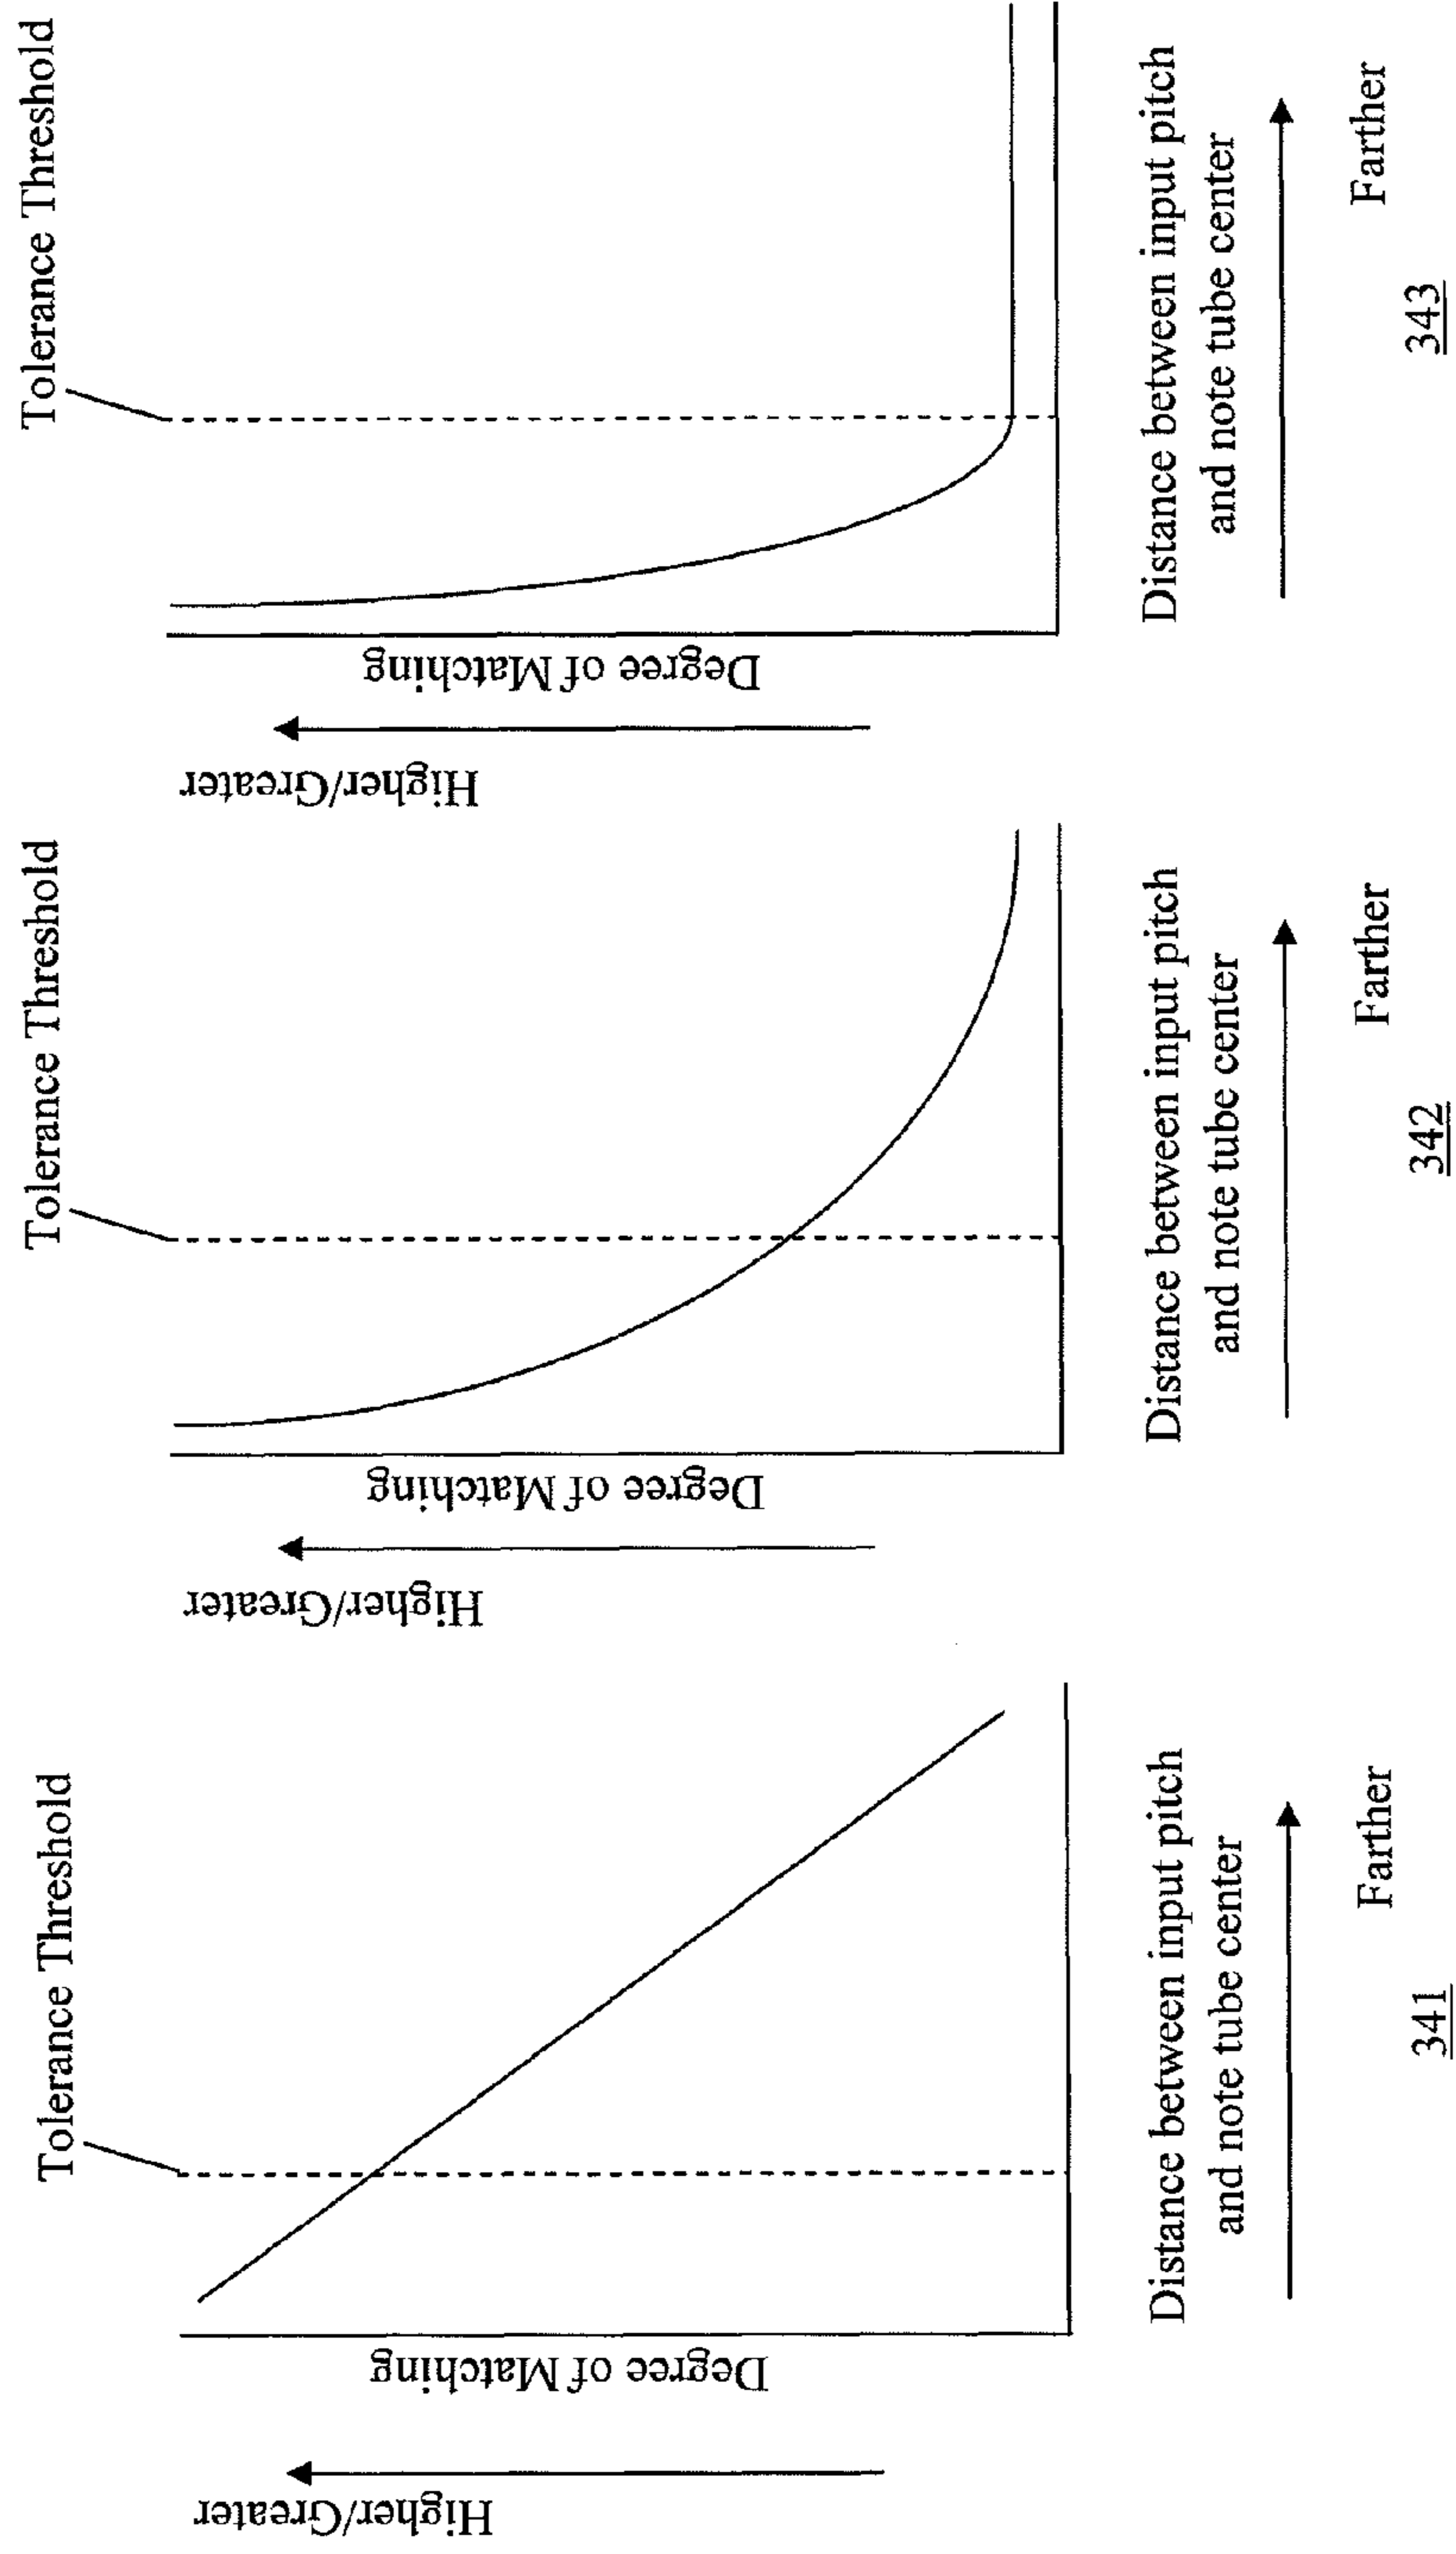 Tolerance Threshold
Higher/Greater
Degree of Matching
Distance between input pitch
and note tube center
Farther
341
Tolerance Threshold
Higher/Greater
Degree of Matching
Distance between input pitch
and note tube center
Farther
342
Tolerance Threshold
Higher/Greater
Degree of Matching
Distance between input pitch
and note tube center
Farther
343